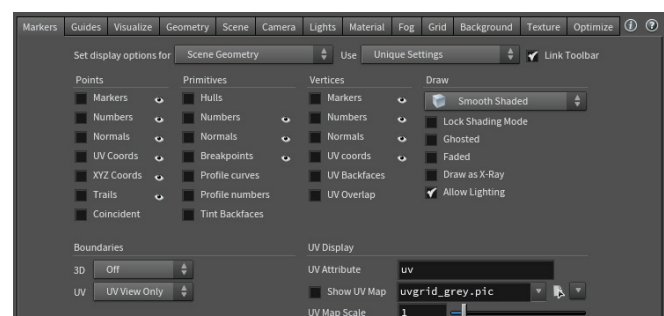 Markers Guides Visualize Geometry Scene Camera Lights Material Fog Grid Background Texture Optimize
Set display options for Scene Geometry Use Unique Settings Link Toolbar
Points Primitives Vertices Draw
Markers Hulls Markers Smooth Shaded
Numbers Numbers Numbers Lock Shading Mode
Normals Normals Normals Ghosted
UV Coords Breakpoints UV coords Faded
XYZ Coords Profile curves UV Backfaces Draw as X-Ray
Trails Profile numbers UV Overlap Allow Lighting
Coincident Tint Backfaces
Boundaries UV Display
3D Off UV Attribute uv
UV UV View Only Show UV Map uvgrid_grey.pic
UV Map Scale 1